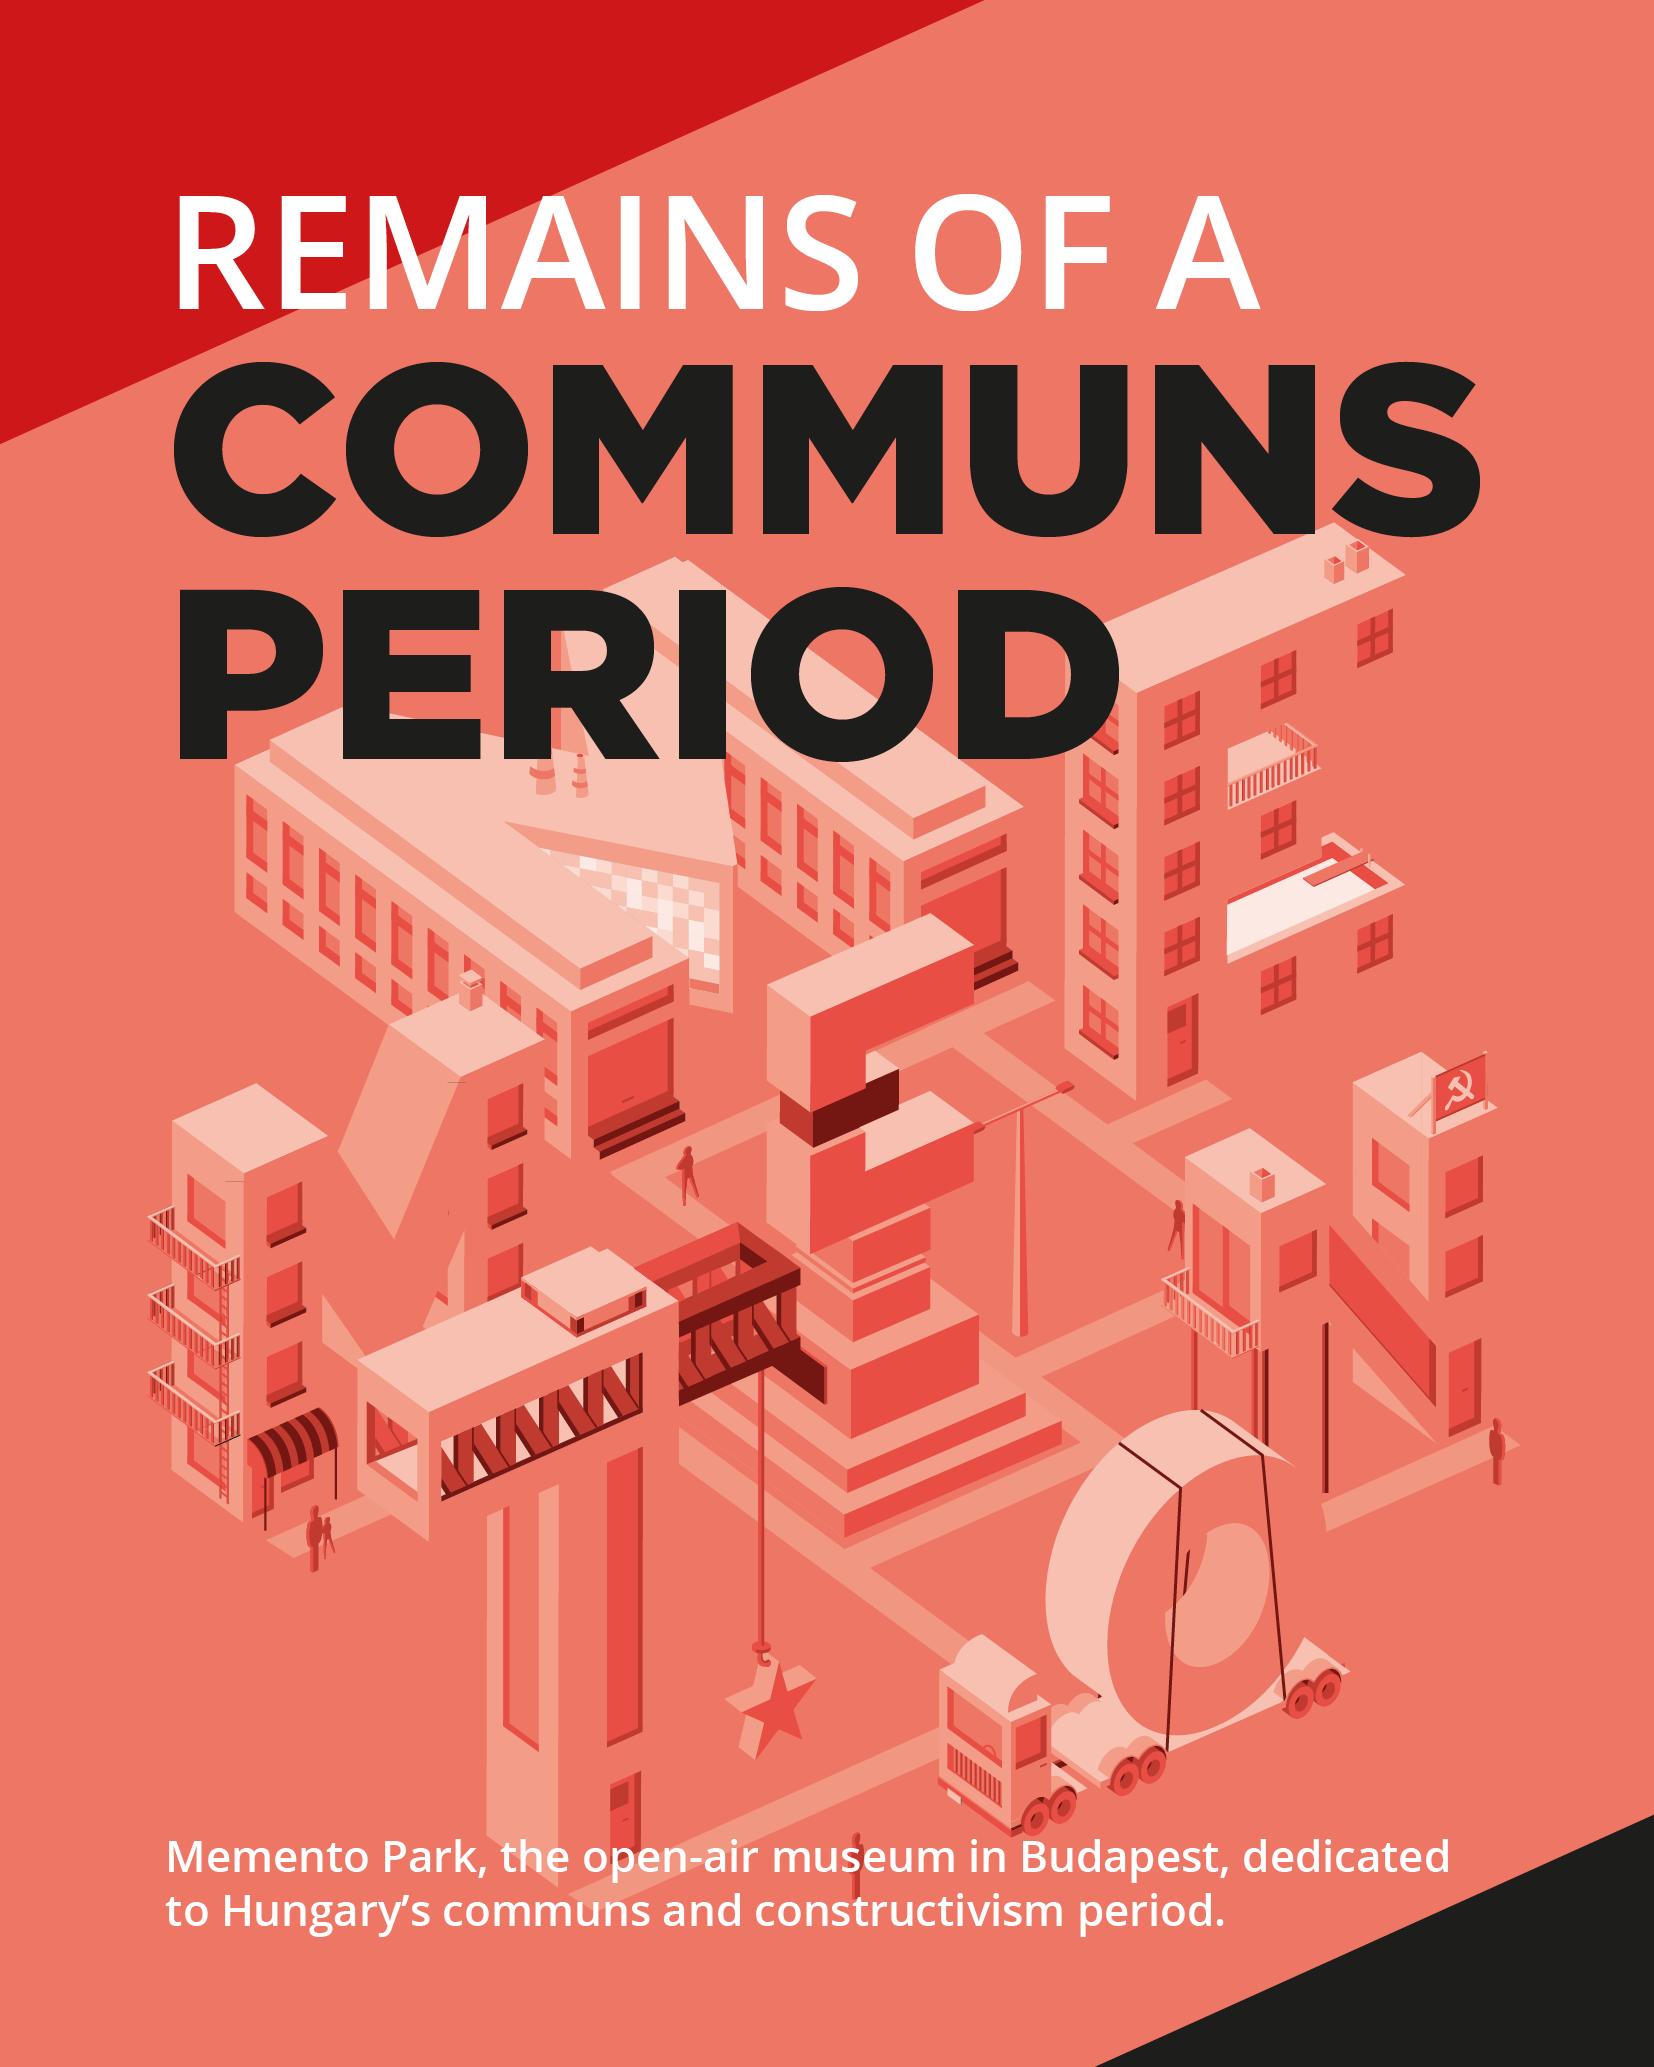 REMAINS OF A
COMMUNS
PERIOD
MEMENTO
Memento Park, the open-air museum in Budapest, dedicated
to Hungary’s communs and constructivism period.